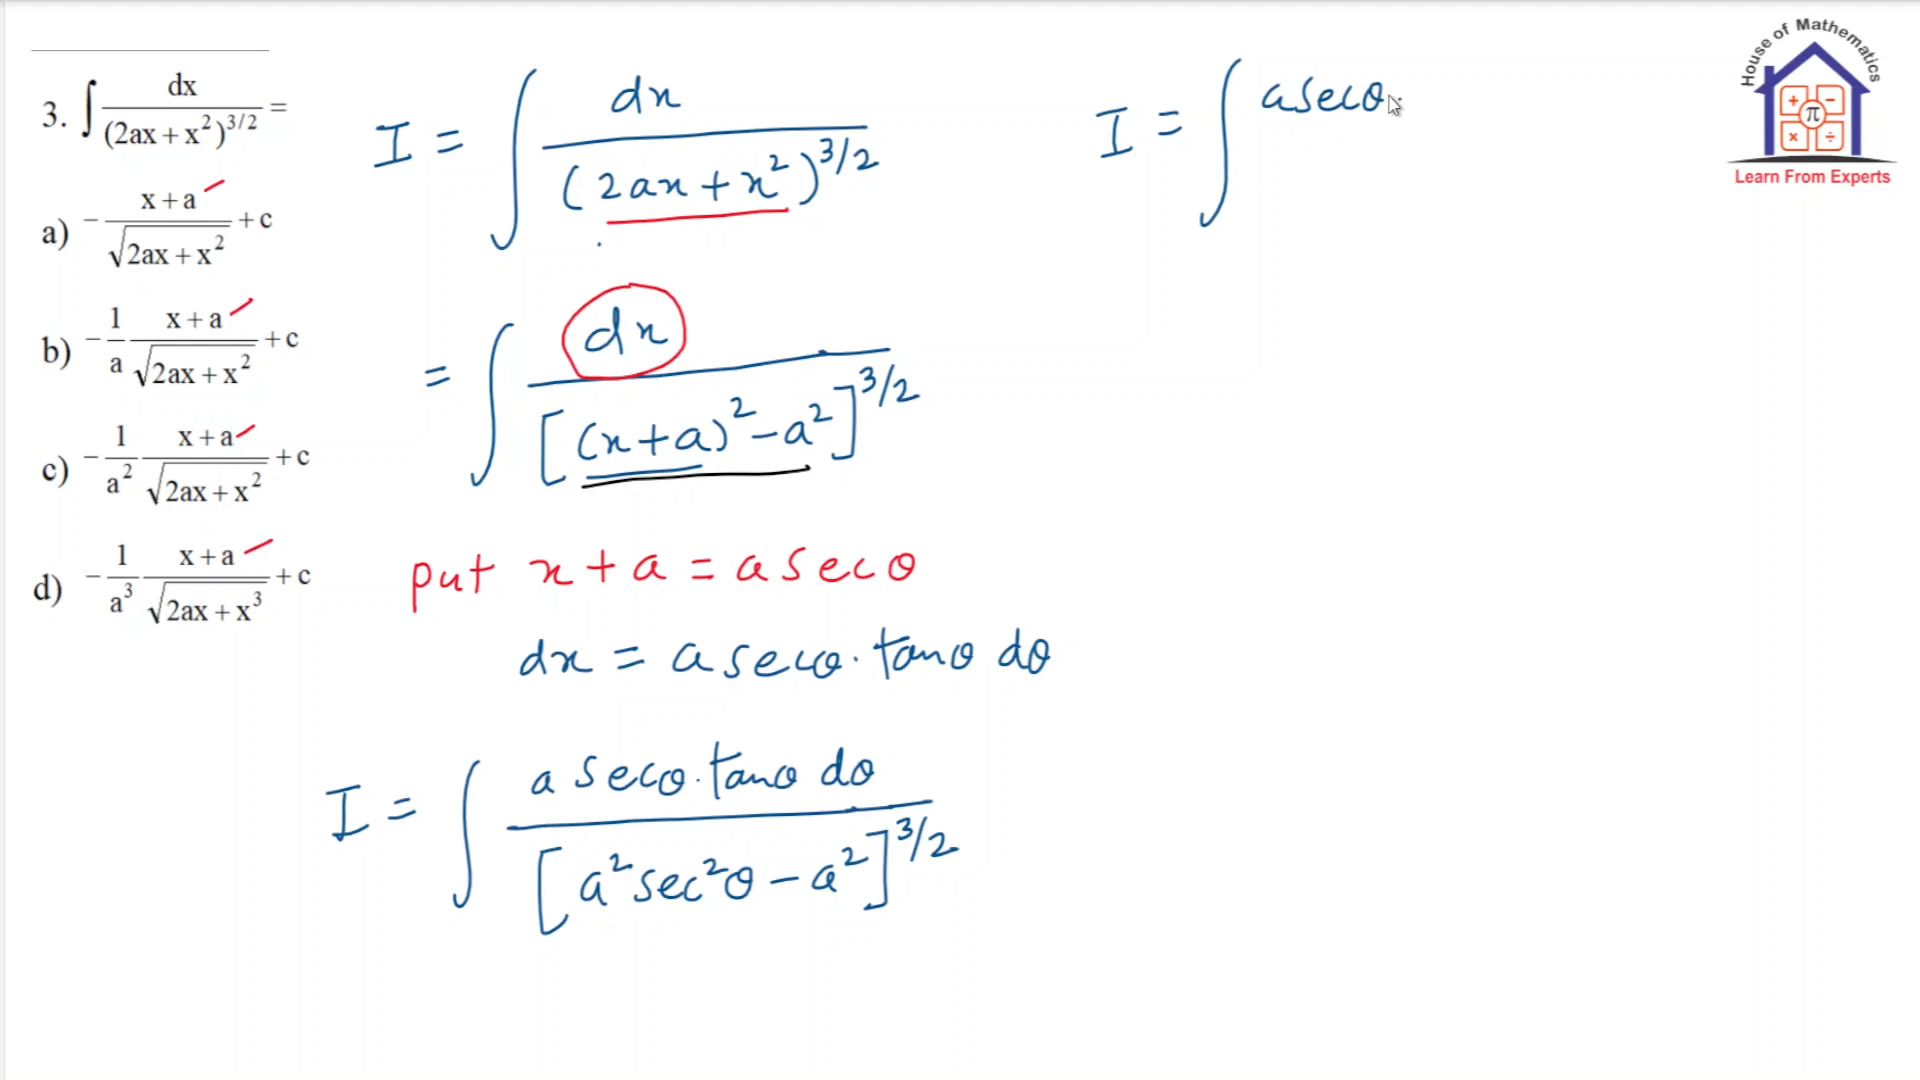 3. ∫ dx / (2ax + x²)^3/2 =
a) − (x + a) / √(2ax + x²) + c
b) − 1/a (x + a) / √(2ax + x²) + c
c) − 1/a² (x + a) / √(2ax + x²) + c
d) − 1/a³ (x + a) / √(2ax + x³) + c
I = ∫ dx / (2ax + x²)^3/2
= ∫ dx / [(x+a)² − a²]^3/2
put x + a = a secθ
dx = a secθ · tanθ dθ
I = ∫ a secθ · tanθ dθ / [a² sec²θ − a²]^3/2
I = ∫ a secθ
House of Mathematics
+ − π × ÷
Learn From Experts